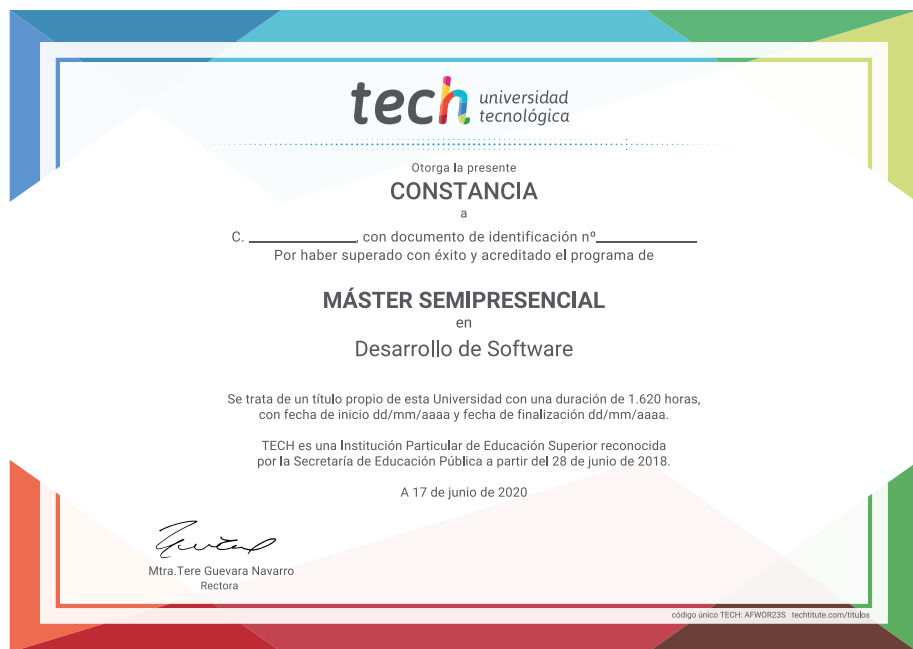 tech universidad
tecnológica
Otorga la presente
CONSTANCIA
a
C. ____________, con documento de identificación nº____________
Por haber superado con éxito y acreditado el programa de
MÁSTER SEMIPRESENCIAL
en
Desarrollo de Software
Se trata de un título propio de esta Universidad con una duración de 1.620 horas,
con fecha de inicio dd/mm/aaaa y fecha de finalización dd/mm/aaaa.
TECH es una Institución Particular de Educación Superior reconocida
por la Secretaría de Educación Pública a partir del 28 de junio de 2018.
A 17 de junio de 2020
Mtra.Tere Guevara Navarro
Rectora
código único TECH: AFWOR23S techtitute.com/titulos